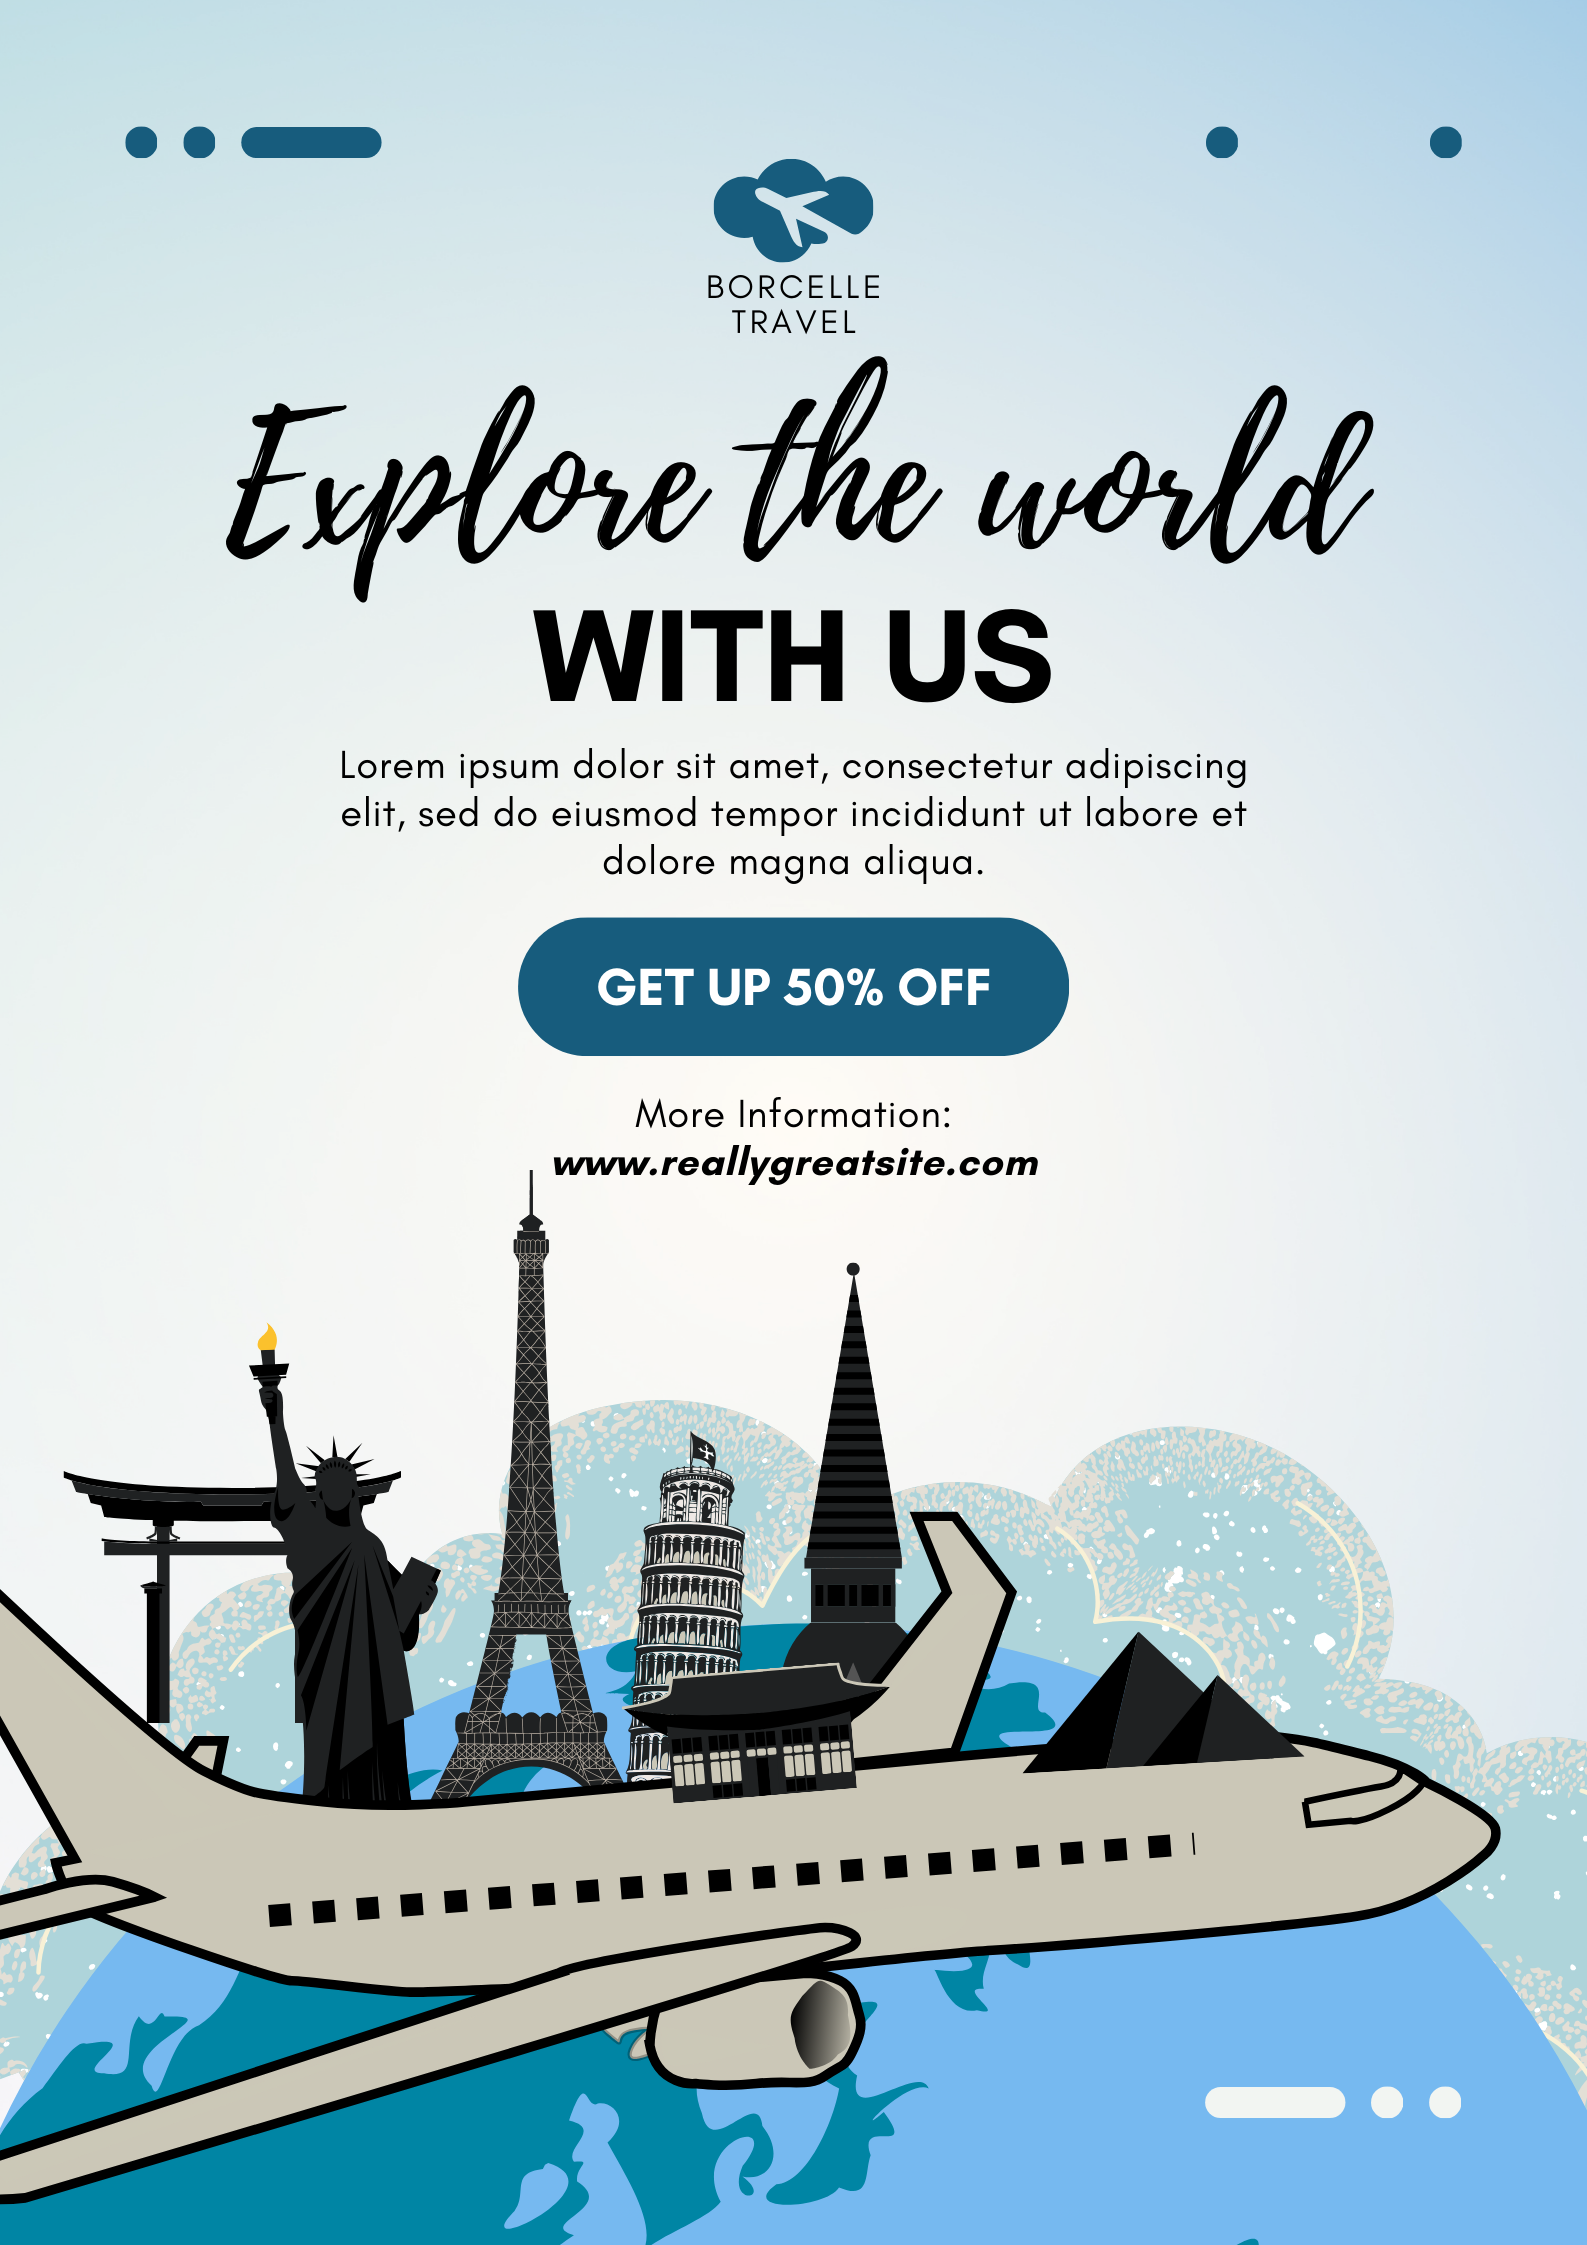 BORCELLE
TRAVEL
Explore the world
WITH US
Lorem ipsum dolor sit amet, consectetur adipiscing
elit, sed do eiusmod tempor incididunt ut labore et
dolore magna aliqua.
GET UP 50% OFF
More Information:
www.reallygreatsite.com